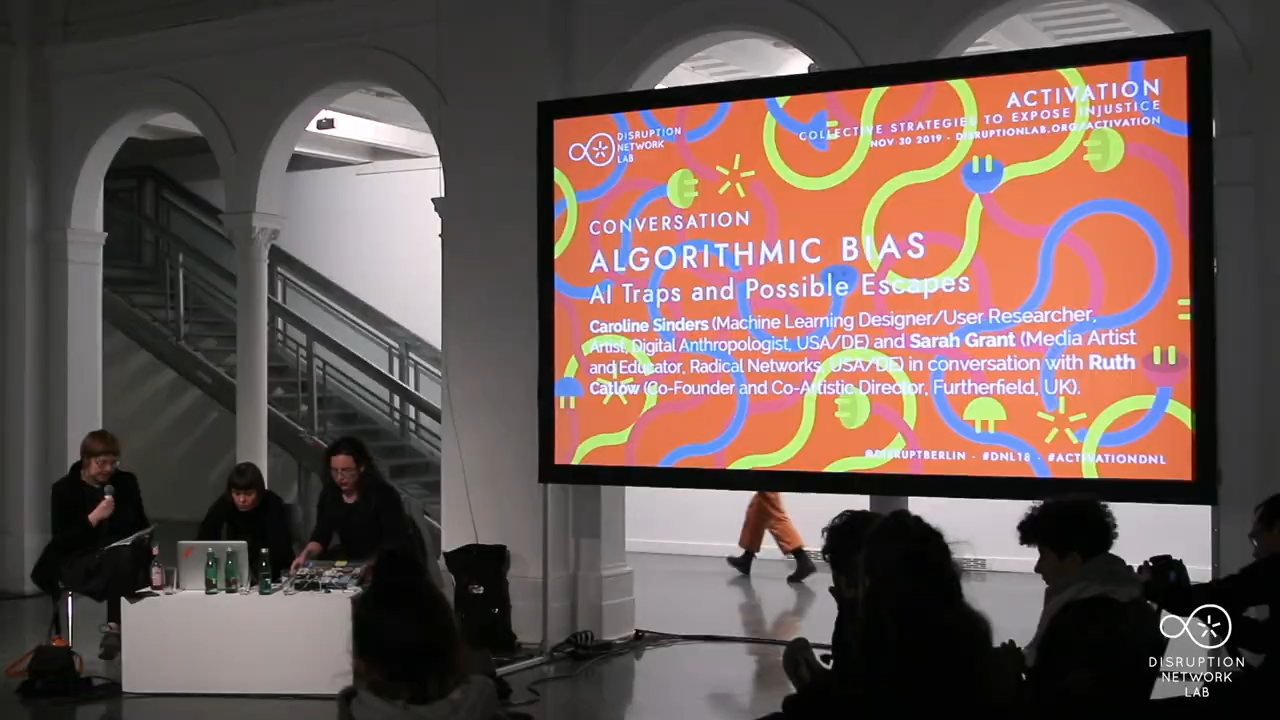 DISRUPTION
NETWORK
LAB
ACTIVATION
COLLECTIVE STRATEGIES TO EXPOSE INJUSTICE
NOV 30 2019 - DISRUPTIONLAB.ORG/ACTIVATION
CONVERSATION
ALGORITHMIC BIAS
AI Traps and Possible Escapes
Caroline Sinders (Machine Learning Designer/User Researcher,
Artist, Digital Anthropologist, USA/DE) and Sarah Grant (Media Artist
and Educator, Radical Networks, USA/DE) in conversation with Ruth
Catlow (Co-Founder and Co-Artistic Director, Furtherfield, UK).
@DISRUPTBERLIN - #DNL18 - #ACTIVATIONDNL
DISRUPTION
NETWORK
LAB